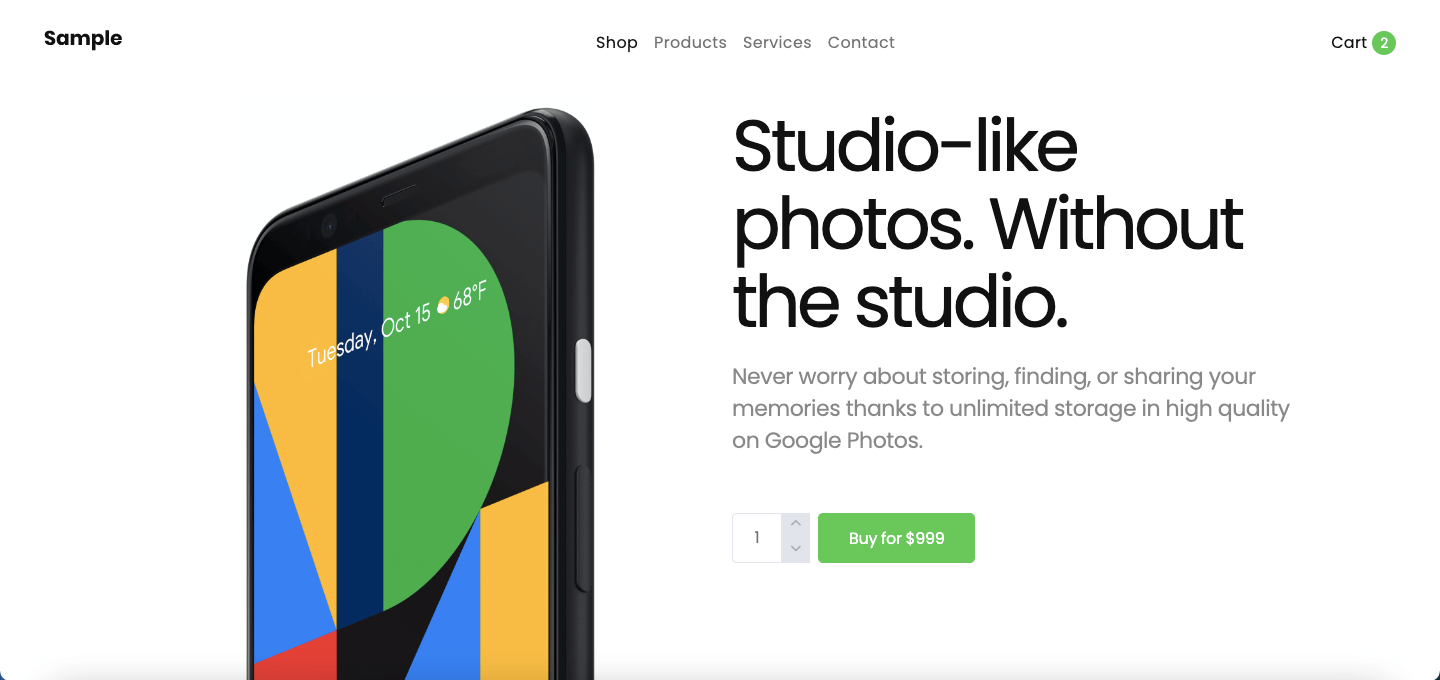 Sample
Shop Products Services Contact
Cart 2
Studio-like
photos. Without
the studio.
Never worry about storing, finding, or sharing your
memories thanks to unlimited storage in high quality
on Google Photos.
1
Buy for $999
Tuesday, Oct 15 68°F